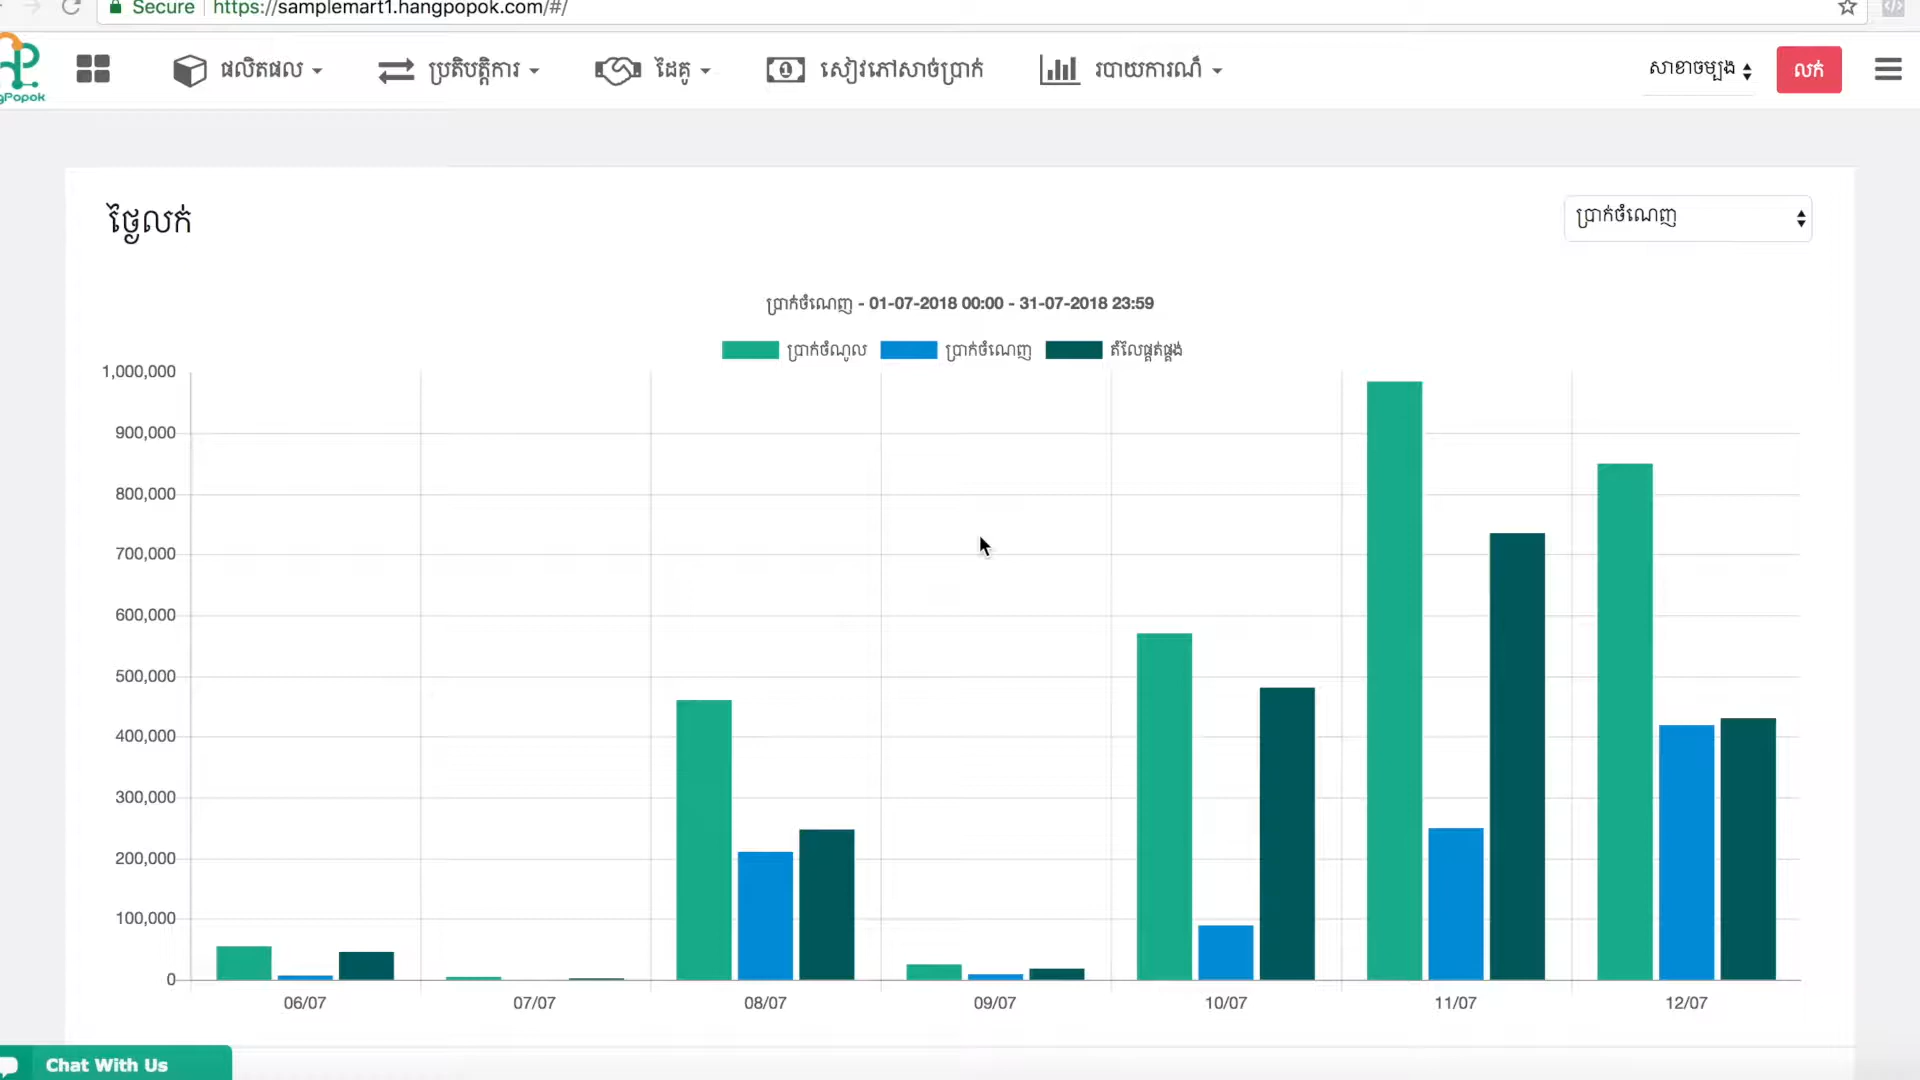 Secure https://samplemart1.hangpopok.com/#/
ផលិតផល ប្រតិបត្តិការ ដៃគូ សៀវភៅសាច់ប្រាក់ របាយការណ៍ សាខាចម្បង លក់
ថ្ងៃលក់
ប្រាក់ចំណេញ
ប្រាក់ចំណេញ - 01-07-2018 00:00 - 31-07-2018 23:59
ប្រាក់ចំណូល ប្រាក់ចំណេញ តំលៃផ្គត់ផ្គង់
1,000,000
900,000
800,000
700,000
600,000
500,000
400,000
300,000
200,000
100,000
0
06/07 07/07 08/07 09/07 10/07 11/07 12/07
Chat With Us